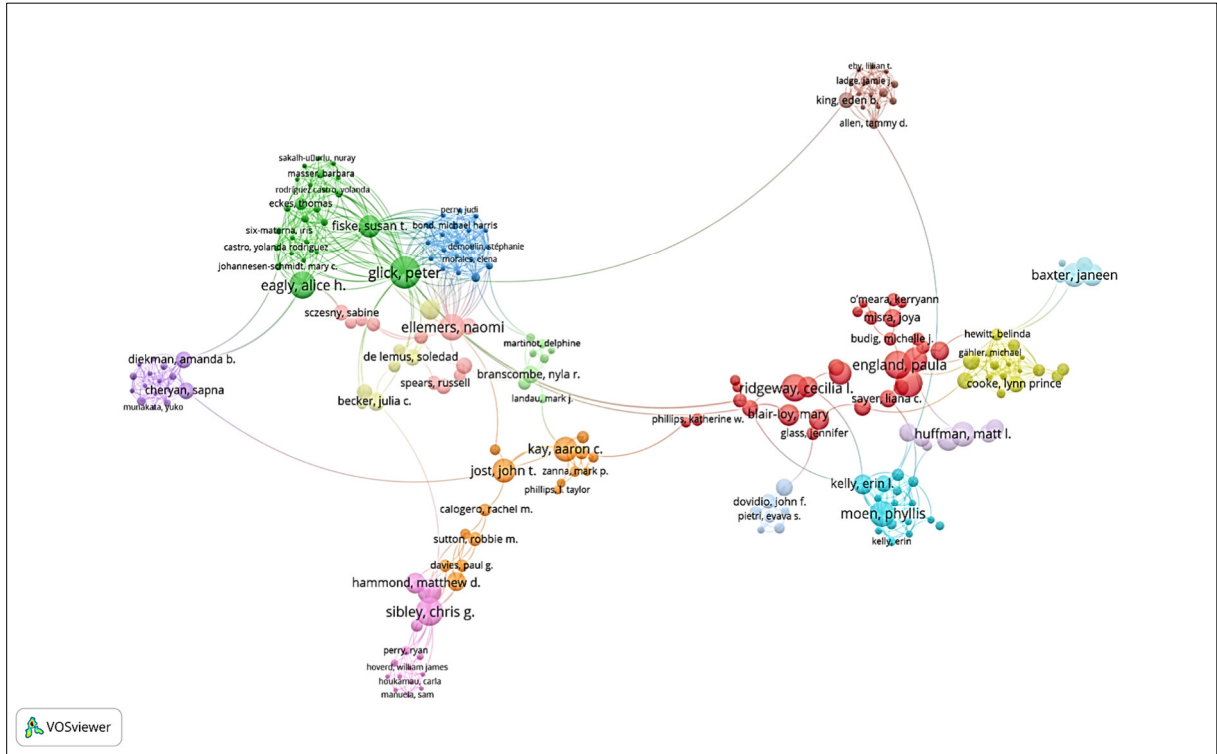 eby, lillian t.
ladge, jamie j.
king, eden b.
allen, tammy d.
sakallı-uğurlu, nuray
masser, barbara
rodríguez castro, yolanda
eckes, thomas
fiske, susan t.
six-materna, iris
castro, yolanda rodriguez
johannesen-schmidt, mary c.
eagly, alice h.
glick, peter
perry, judi
bond, michael harris
demoulin, stéphanie
morales, elena
sczesny, sabine
ellemers, naomi
de lemus, soledad
spears, russell
becker, julia c.
martinot, delphine
branscombe, nyla r.
landau, mark j.
diekman, amanda b.
cheryan, sapna
munakata, yuko
baxter, janeen
o'meara, kerryann
misra, joya
budig, michelle j.
england, paula
ridgeway, cecilia l.
sayer, liana c.
blair-loy, mary
phillips, katherine w.
glass, jennifer
hewitt, belinda
gähler, michael
cooke, lynn prince
huffman, matt l.
kelly, erin l.
moen, phyllis
kelly, erin
dovidio, john f.
pietri, evava s.
kay, aaron c.
jost, john t.
zanna, mark p.
phillips, l. taylor
calogero, rachel m.
sutton, robbie m.
davies, paul g.
hammond, matthew d.
sibley, chris g.
perry, ryan
hoverd, william james
houkamau, carla
manuela, sam
VOSviewer